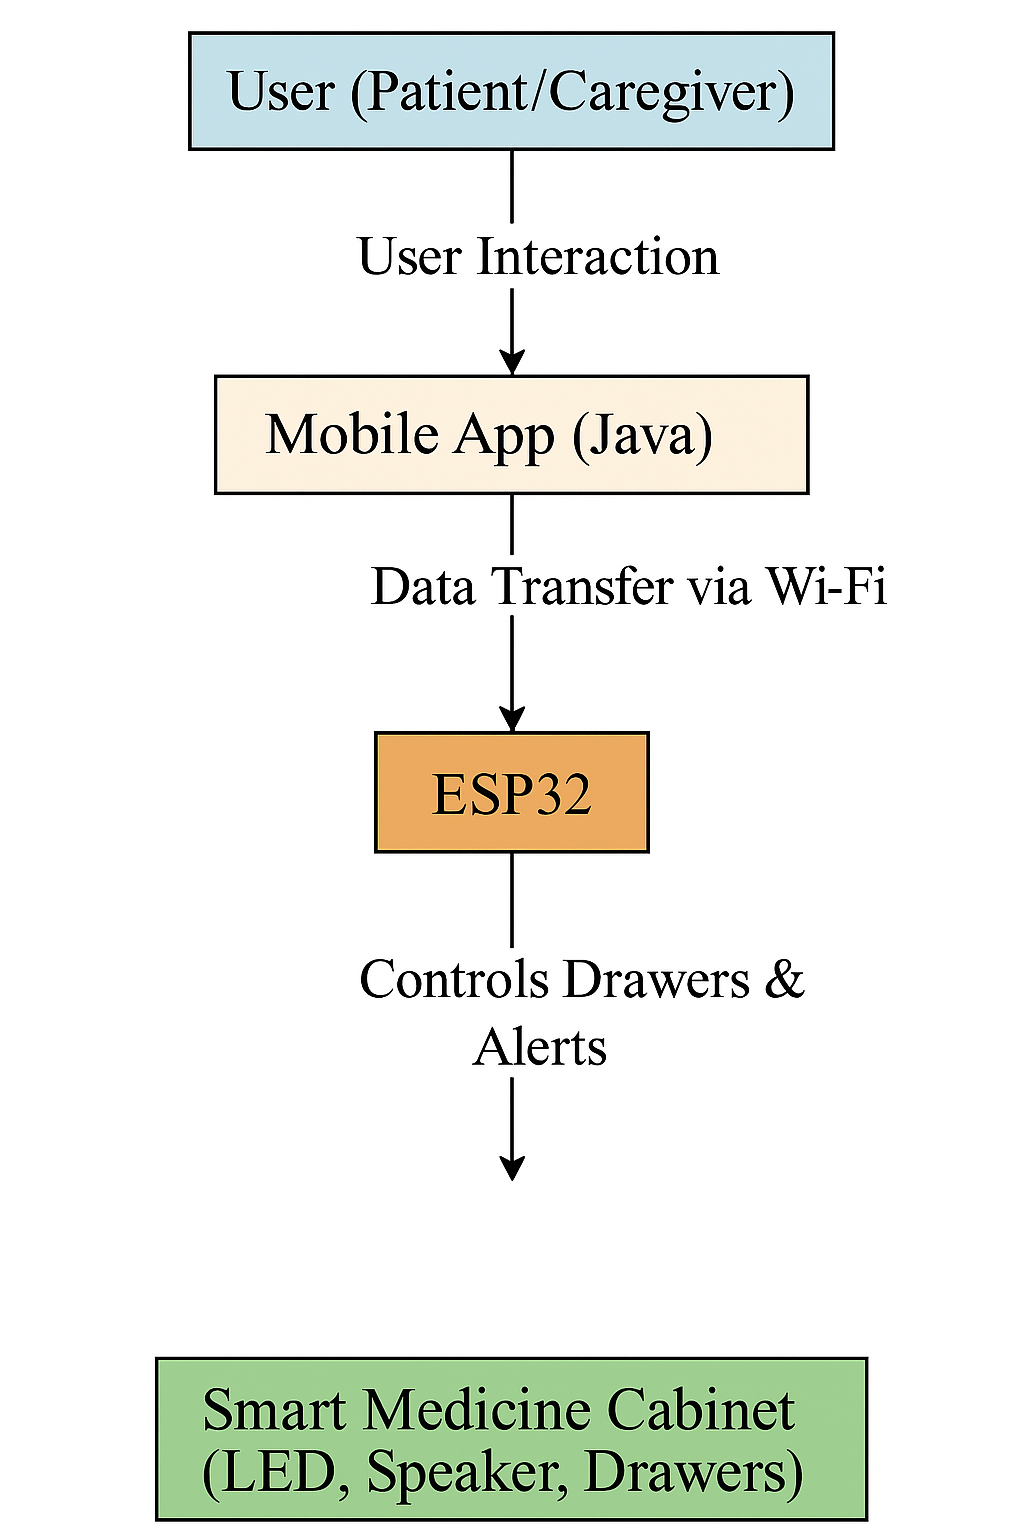 User (Patient/Caregiver)
User Interaction
Mobile App (Java)
Data Transfer via Wi-Fi
ESP32
Controls Drawers &
Alerts
Smart Medicine Cabinet
(LED, Speaker, Drawers)